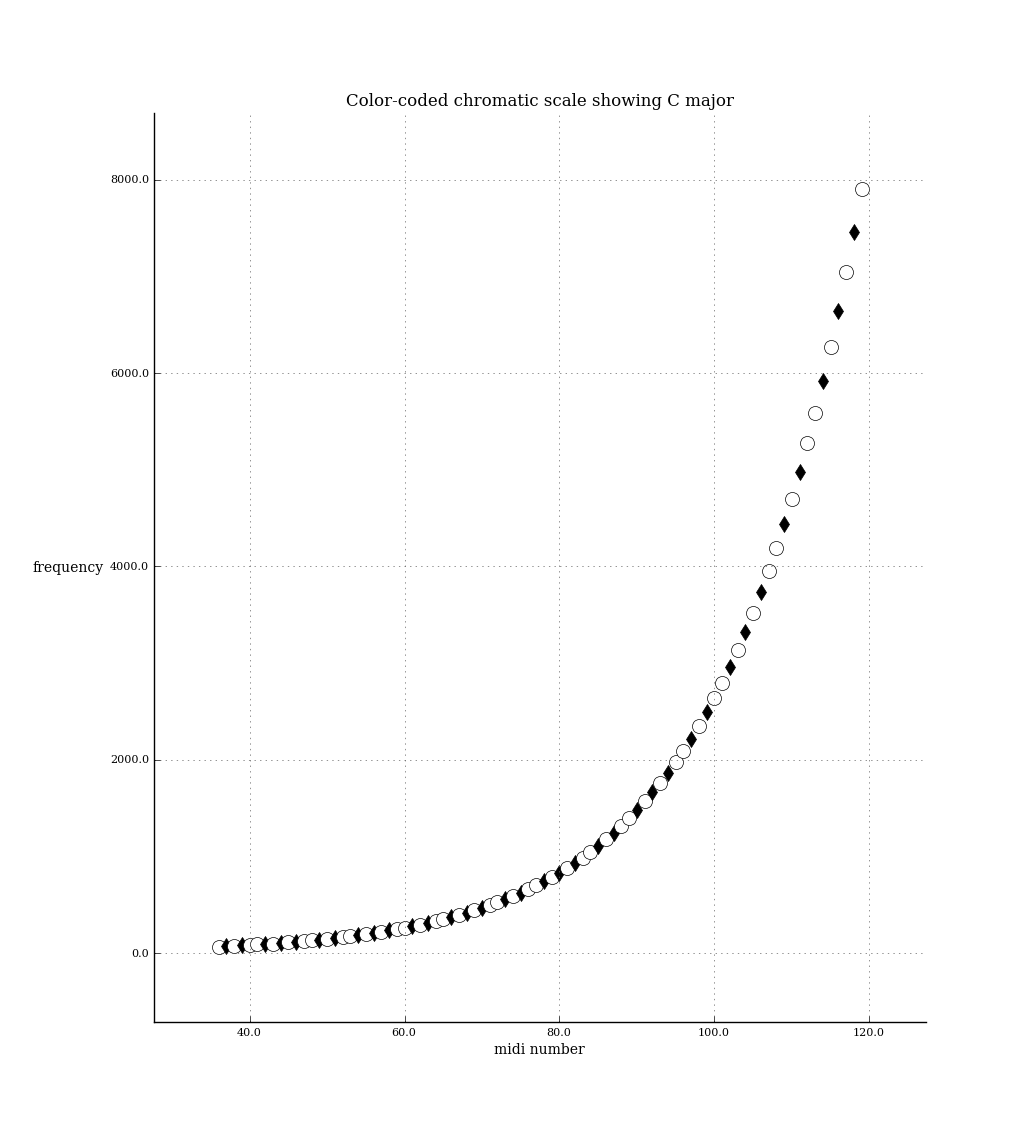 Color-coded chromatic scale showing C major
8000.0
6000.0
frequency 4000.0
2000.0
0.0
40.0 60.0 80.0 100.0 120.0
midi number